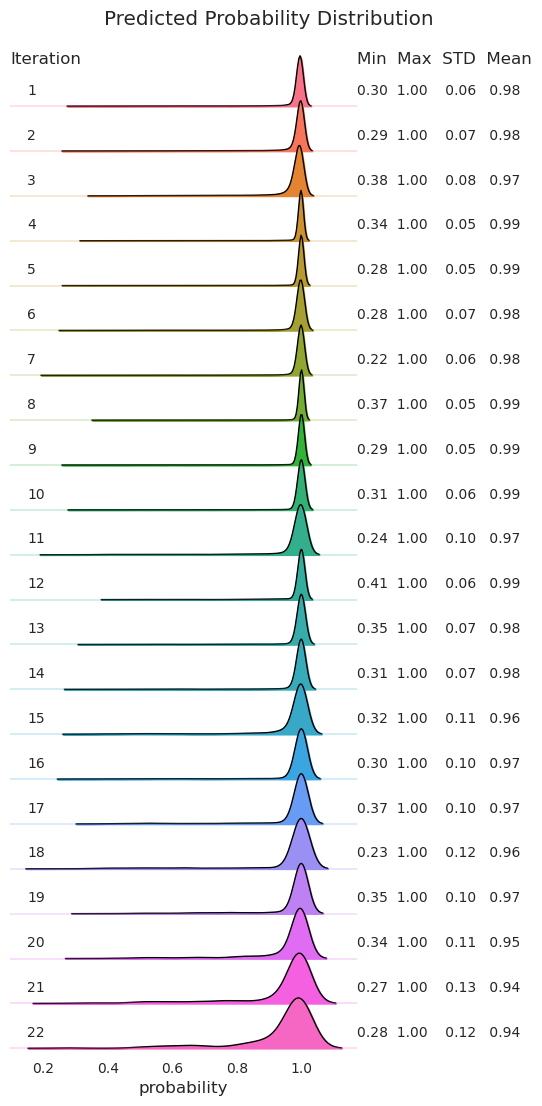 Predicted Probability Distribution
Iteration Min Max STD Mean
1 0.30 1.00 0.06 0.98
2 0.29 1.00 0.07 0.98
3 0.38 1.00 0.08 0.97
4 0.34 1.00 0.05 0.99
5 0.28 1.00 0.05 0.99
6 0.28 1.00 0.07 0.98
7 0.22 1.00 0.06 0.98
8 0.37 1.00 0.05 0.99
9 0.29 1.00 0.05 0.99
10 0.31 1.00 0.06 0.99
11 0.24 1.00 0.10 0.97
12 0.41 1.00 0.06 0.99
13 0.35 1.00 0.07 0.98
14 0.31 1.00 0.07 0.98
15 0.32 1.00 0.11 0.96
16 0.30 1.00 0.10 0.97
17 0.37 1.00 0.10 0.97
18 0.23 1.00 0.12 0.96
19 0.35 1.00 0.10 0.97
20 0.34 1.00 0.11 0.95
21 0.27 1.00 0.13 0.94
22 0.28 1.00 0.12 0.94
0.2 0.4 0.6 0.8 1.0
probability